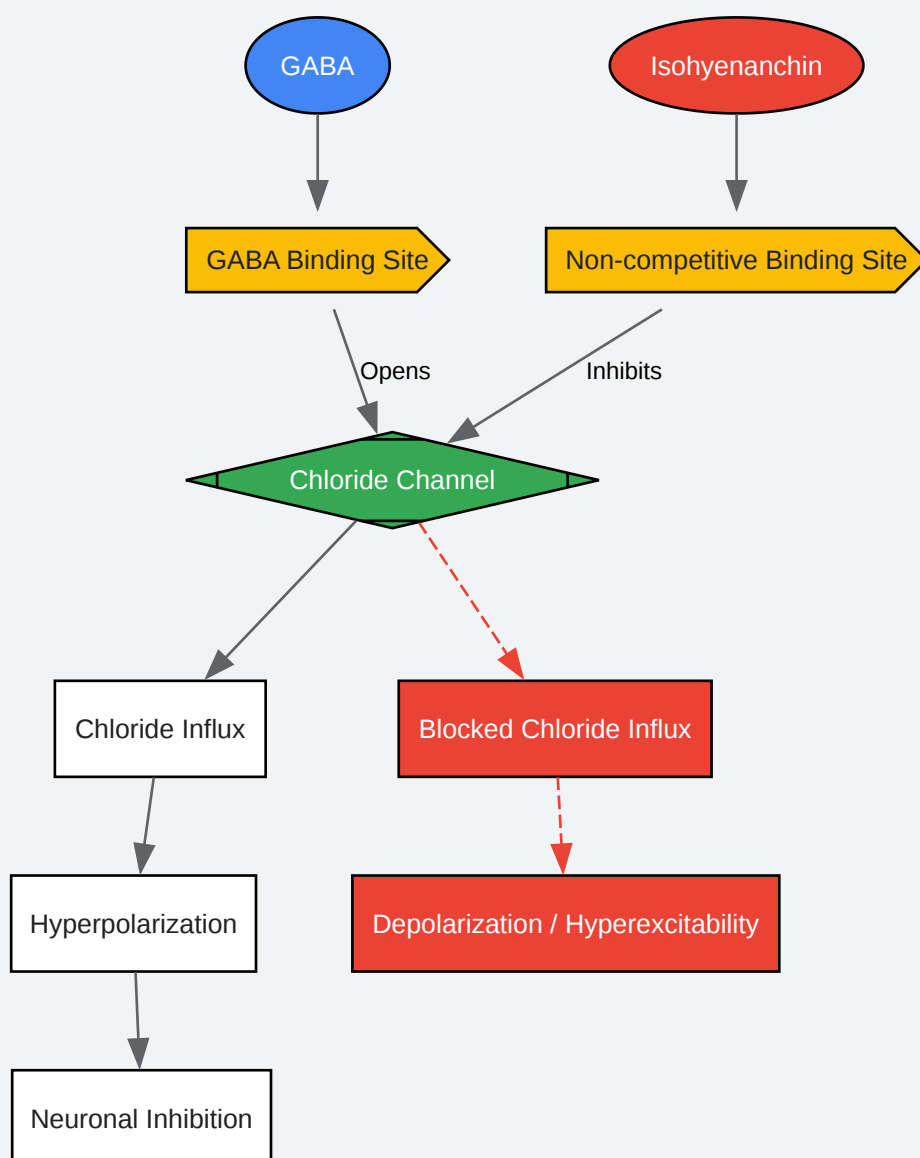 GABA
Isohyenanchin
GABA Binding Site
Non-competitive Binding Site
Opens
Inhibits
Chloride Channel
Chloride Influx
Blocked Chloride Influx
Hyperpolarization
Depolarization / Hyperexcitability
Neuronal Inhibition